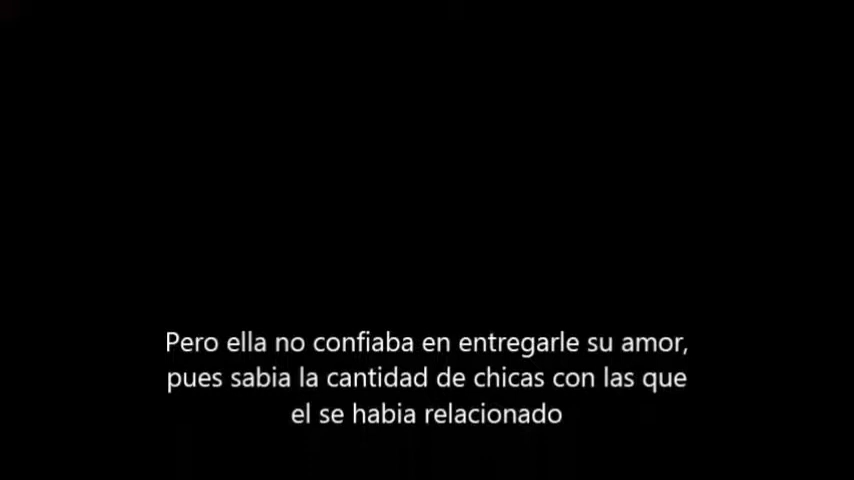 Pero ella no confiaba en entregarle su amor,
pues sabia la cantidad de chicas con las que
el se habia relacionado